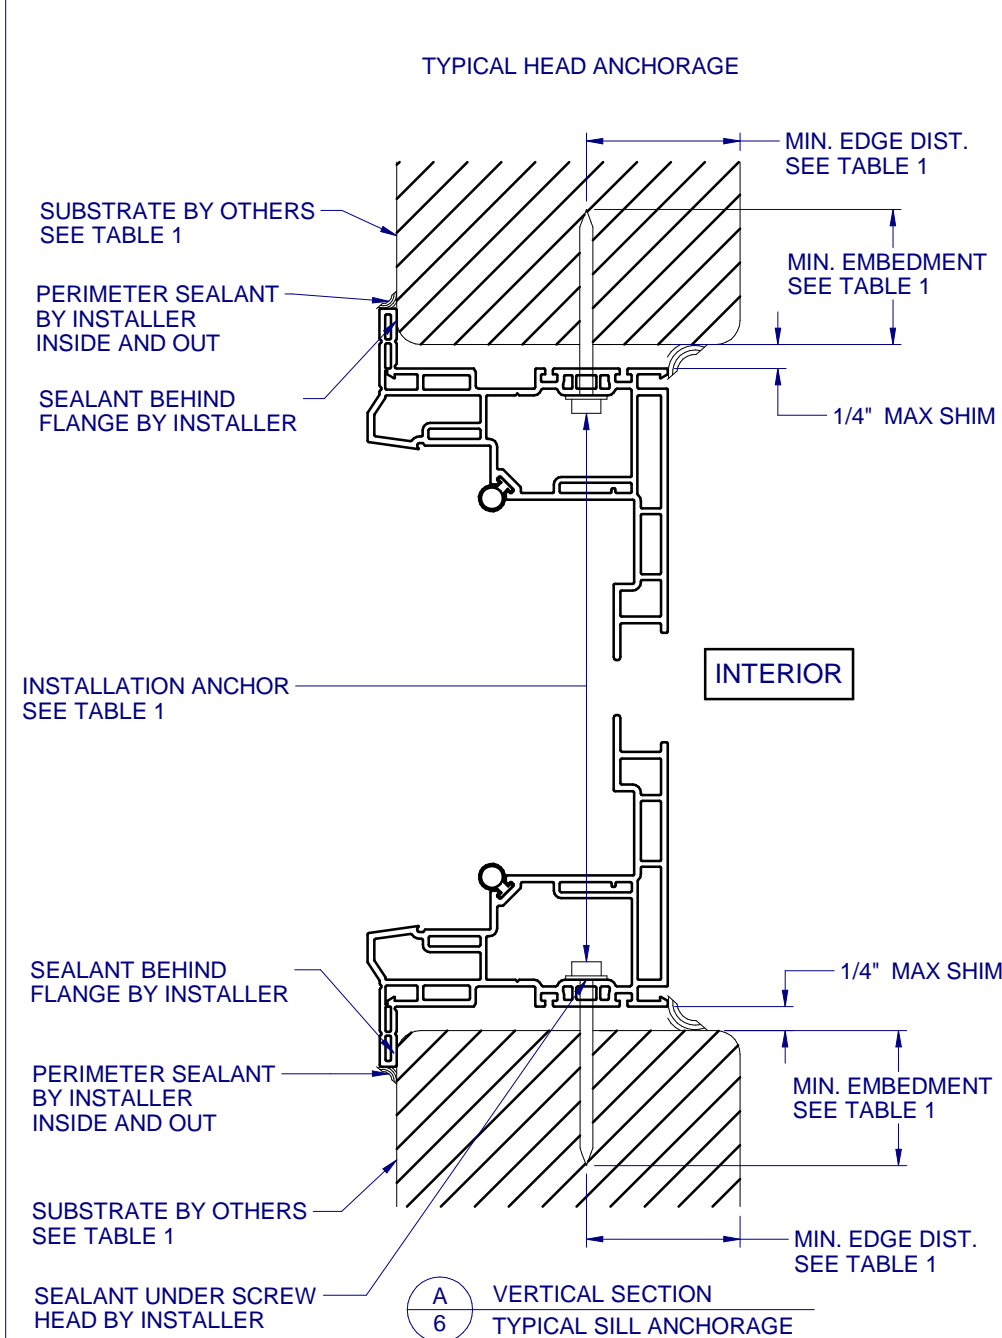 TYPICAL HEAD ANCHORAGE
MIN. EDGE DIST.
SEE TABLE 1
SUBSTRATE BY OTHERS
SEE TABLE 1
MIN. EMBEDMENT
SEE TABLE 1
PERIMETER SEALANT
BY INSTALLER
INSIDE AND OUT
SEALANT BEHIND
FLANGE BY INSTALLER
1/4" MAX SHIM
INTERIOR
INSTALLATION ANCHOR
SEE TABLE 1
SEALANT BEHIND
FLANGE BY INSTALLER
1/4" MAX SHIM
PERIMETER SEALANT
BY INSTALLER
INSIDE AND OUT
MIN. EMBEDMENT
SEE TABLE 1
SUBSTRATE BY OTHERS
SEE TABLE 1
MIN. EDGE DIST.
SEE TABLE 1
SEALANT UNDER SCREW
HEAD BY INSTALLER
A
6
VERTICAL SECTION
TYPICAL SILL ANCHORAGE